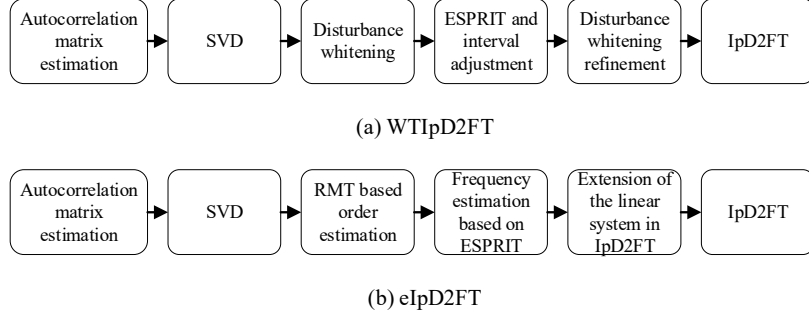 Autocorrelation
matrix
estimation
SVD
Disturbance
whitening
ESPRIT and
interval
adjustment
Disturbance
whitening
refinement
IpD2FT
(a) WTIpD2FT
Autocorrelation
matrix
estimation
SVD
RMT based
order
estimation
Frequency
estimation
based on
ESPRIT
Extension of
the linear
system in
IpD2FT
IpD2FT
(b) eIpD2FT